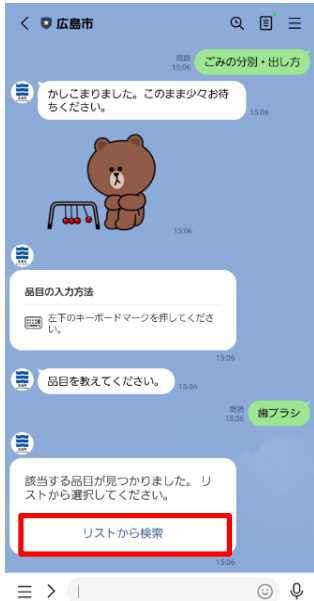 広島市
既読
15:06
ごみの分別・出し方
かしこまりました。このまま少々お待
ちください。
15:06
15:06
品目の入力方法
左下のキーボードマークを押してくださ
い。
15:06
品目を教えてください。
15:06
既読
15:06
歯ブラシ
該当する品目が見つかりました。 リ
ストから選択してください。
リストから検索
15:06